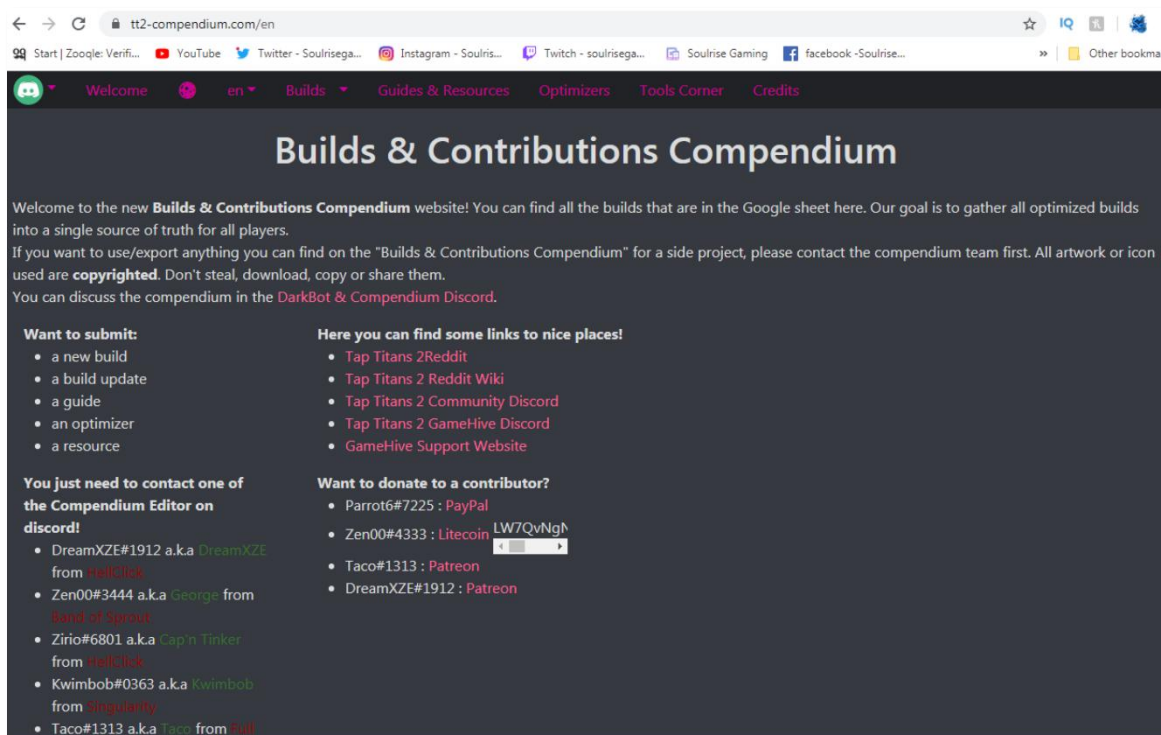 tt2-compendium.com/en
IQ
Start | Zooqle: Verifi... YouTube Twitter - Soulrisega... Instagram - Soulris... Twitch - soulrisega... Soulrise Gaming facebook -Soulrise... » Other bookma
Welcome en Builds Guides & Resources Optimizers Tools Corner Credits
Builds & Contributions Compendium
Welcome to the new Builds & Contributions Compendium website! You can find all the builds that are in the Google sheet here. Our goal is to gather all optimized builds
into a single source of truth for all players.
If you want to use/export anything you can find on the "Builds & Contributions Compendium" for a side project, please contact the compendium team first. All artwork or icon
used are copyrighted. Don't steal, download, copy or share them.
You can discuss the compendium in the DarkBot & Compendium Discord.
Want to submit:
• a new build
• a build update
• a guide
• an optimizer
• a resource
You just need to contact one of
the Compendium Editor on
discord!
• DreamXZE#1912 a.k.a DreamXZE
from HellClick
• Zen00#3444 a.k.a George from
Band of Sprout
• Zirio#6801 a.k.a Cap'n Tinker
from HellClick
• Kwimbob#0363 a.k.a Kwimbob
from Singularity
• Taco#1313 a.k.a Taco from Full
Here you can find some links to nice places!
• Tap Titans 2Reddit
• Tap Titans 2 Reddit Wiki
• Tap Titans 2 Community Discord
• Tap Titans 2 GameHive Discord
• GameHive Support Website
Want to donate to a contributor?
• Parrot6#7225 : PayPal
• Zen00#4333 : Litecoin LW7QvNgN
• Taco#1313 : Patreon
• DreamXZE#1912 : Patreon